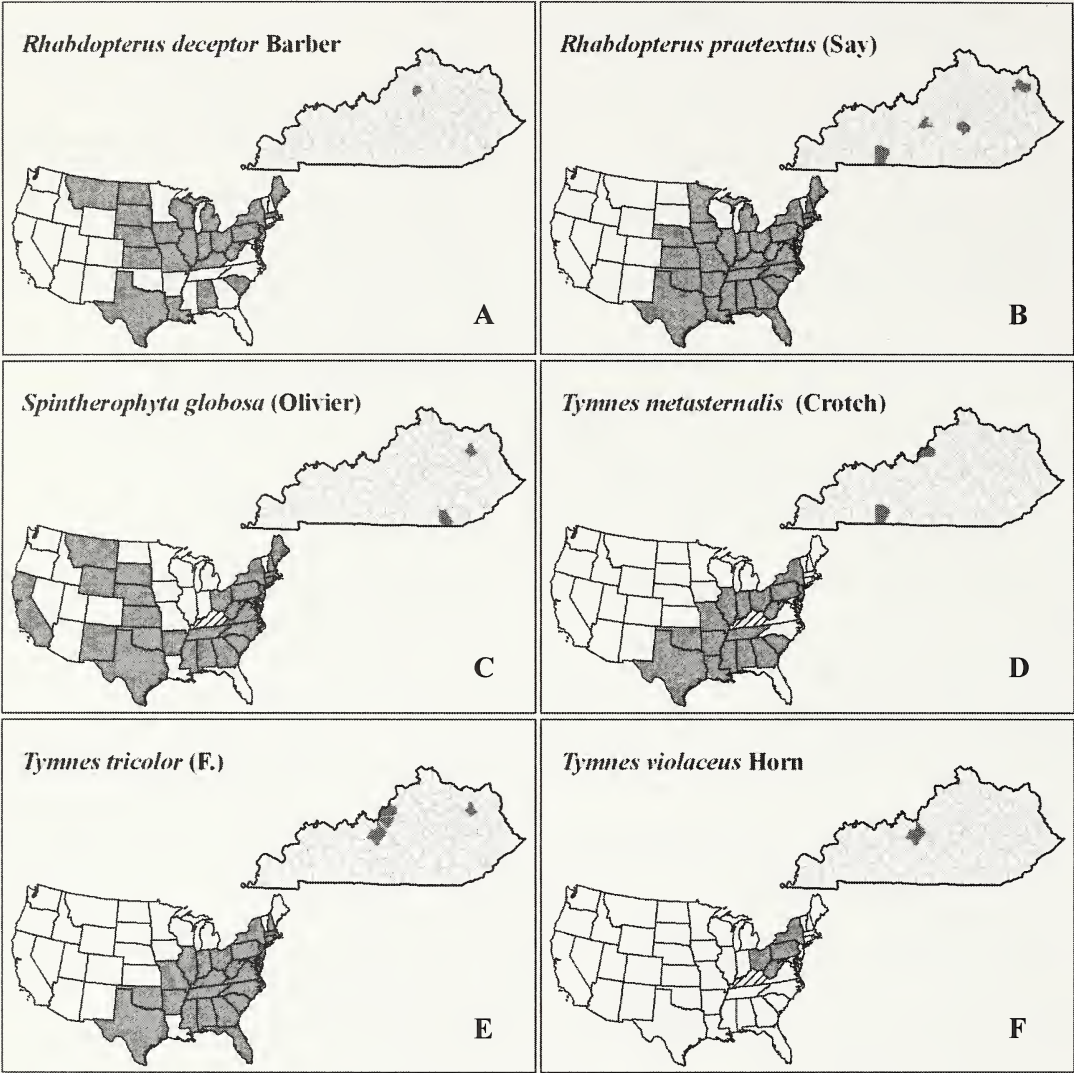 Rhabdopterus deceptor Barber
A
Rhabdopterus praetextus (Say)
B
Spintherophyta globosa (Olivier)
C
Tymnes metasternalis (Crotch)
D
Tymnes tricolor (F.)
E
Tymnes violaceus Horn
F